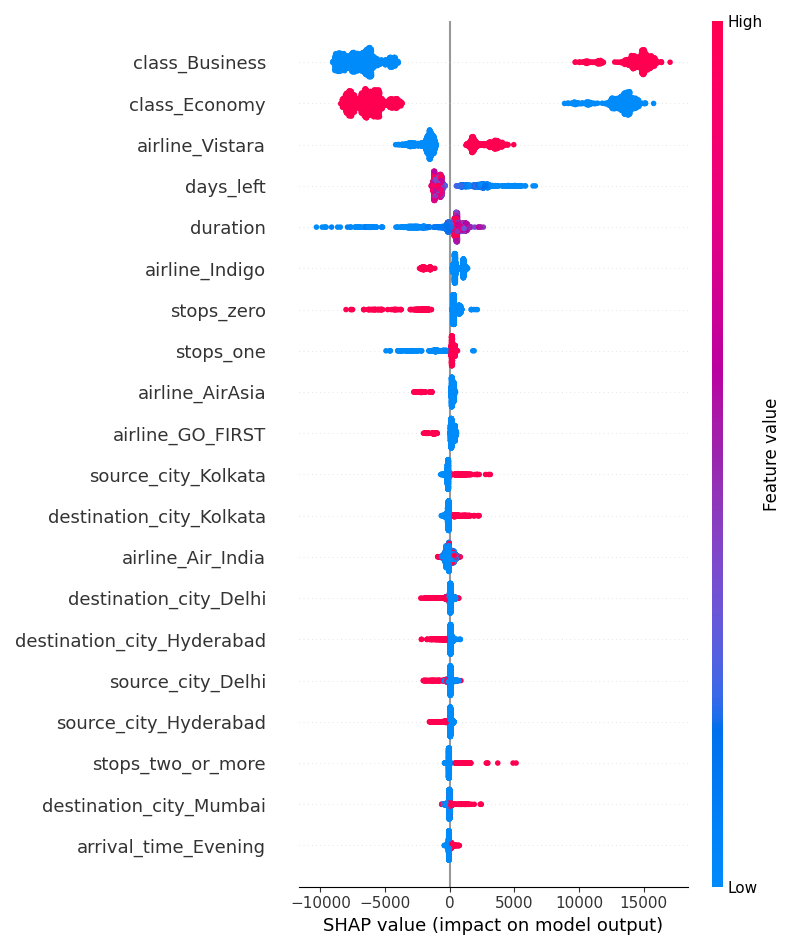 High
class_Business
class_Economy
airline_Vistara
days_left
duration
airline_Indigo
stops_zero
stops_one
airline_AirAsia
airline_GO_FIRST
source_city_Kolkata
destination_city_Kolkata
airline_Air_India
destination_city_Delhi
destination_city_Hyderabad
source_city_Delhi
source_city_Hyderabad
stops_two_or_more
destination_city_Mumbai
arrival_time_Evening
Feature value
Low
−10000 −5000 0 5000 10000 15000
SHAP value (impact on model output)